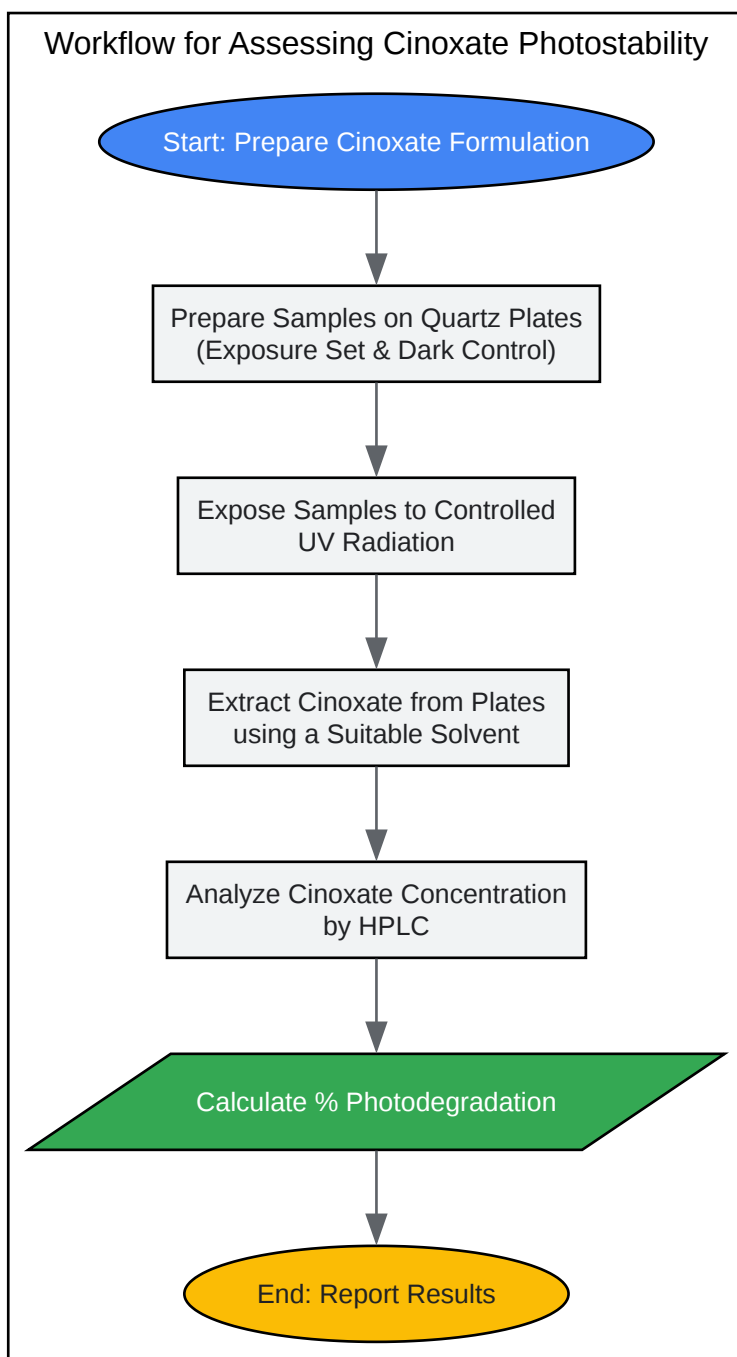 Workflow for Assessing Cinoxate Photostability
Start: Prepare Cinoxate Formulation
Prepare Samples on Quartz Plates
(Exposure Set & Dark Control)
Expose Samples to Controlled
UV Radiation
Extract Cinoxate from Plates
using a Suitable Solvent
Analyze Cinoxate Concentration
by HPLC
Calculate % Photodegradation
End: Report Results